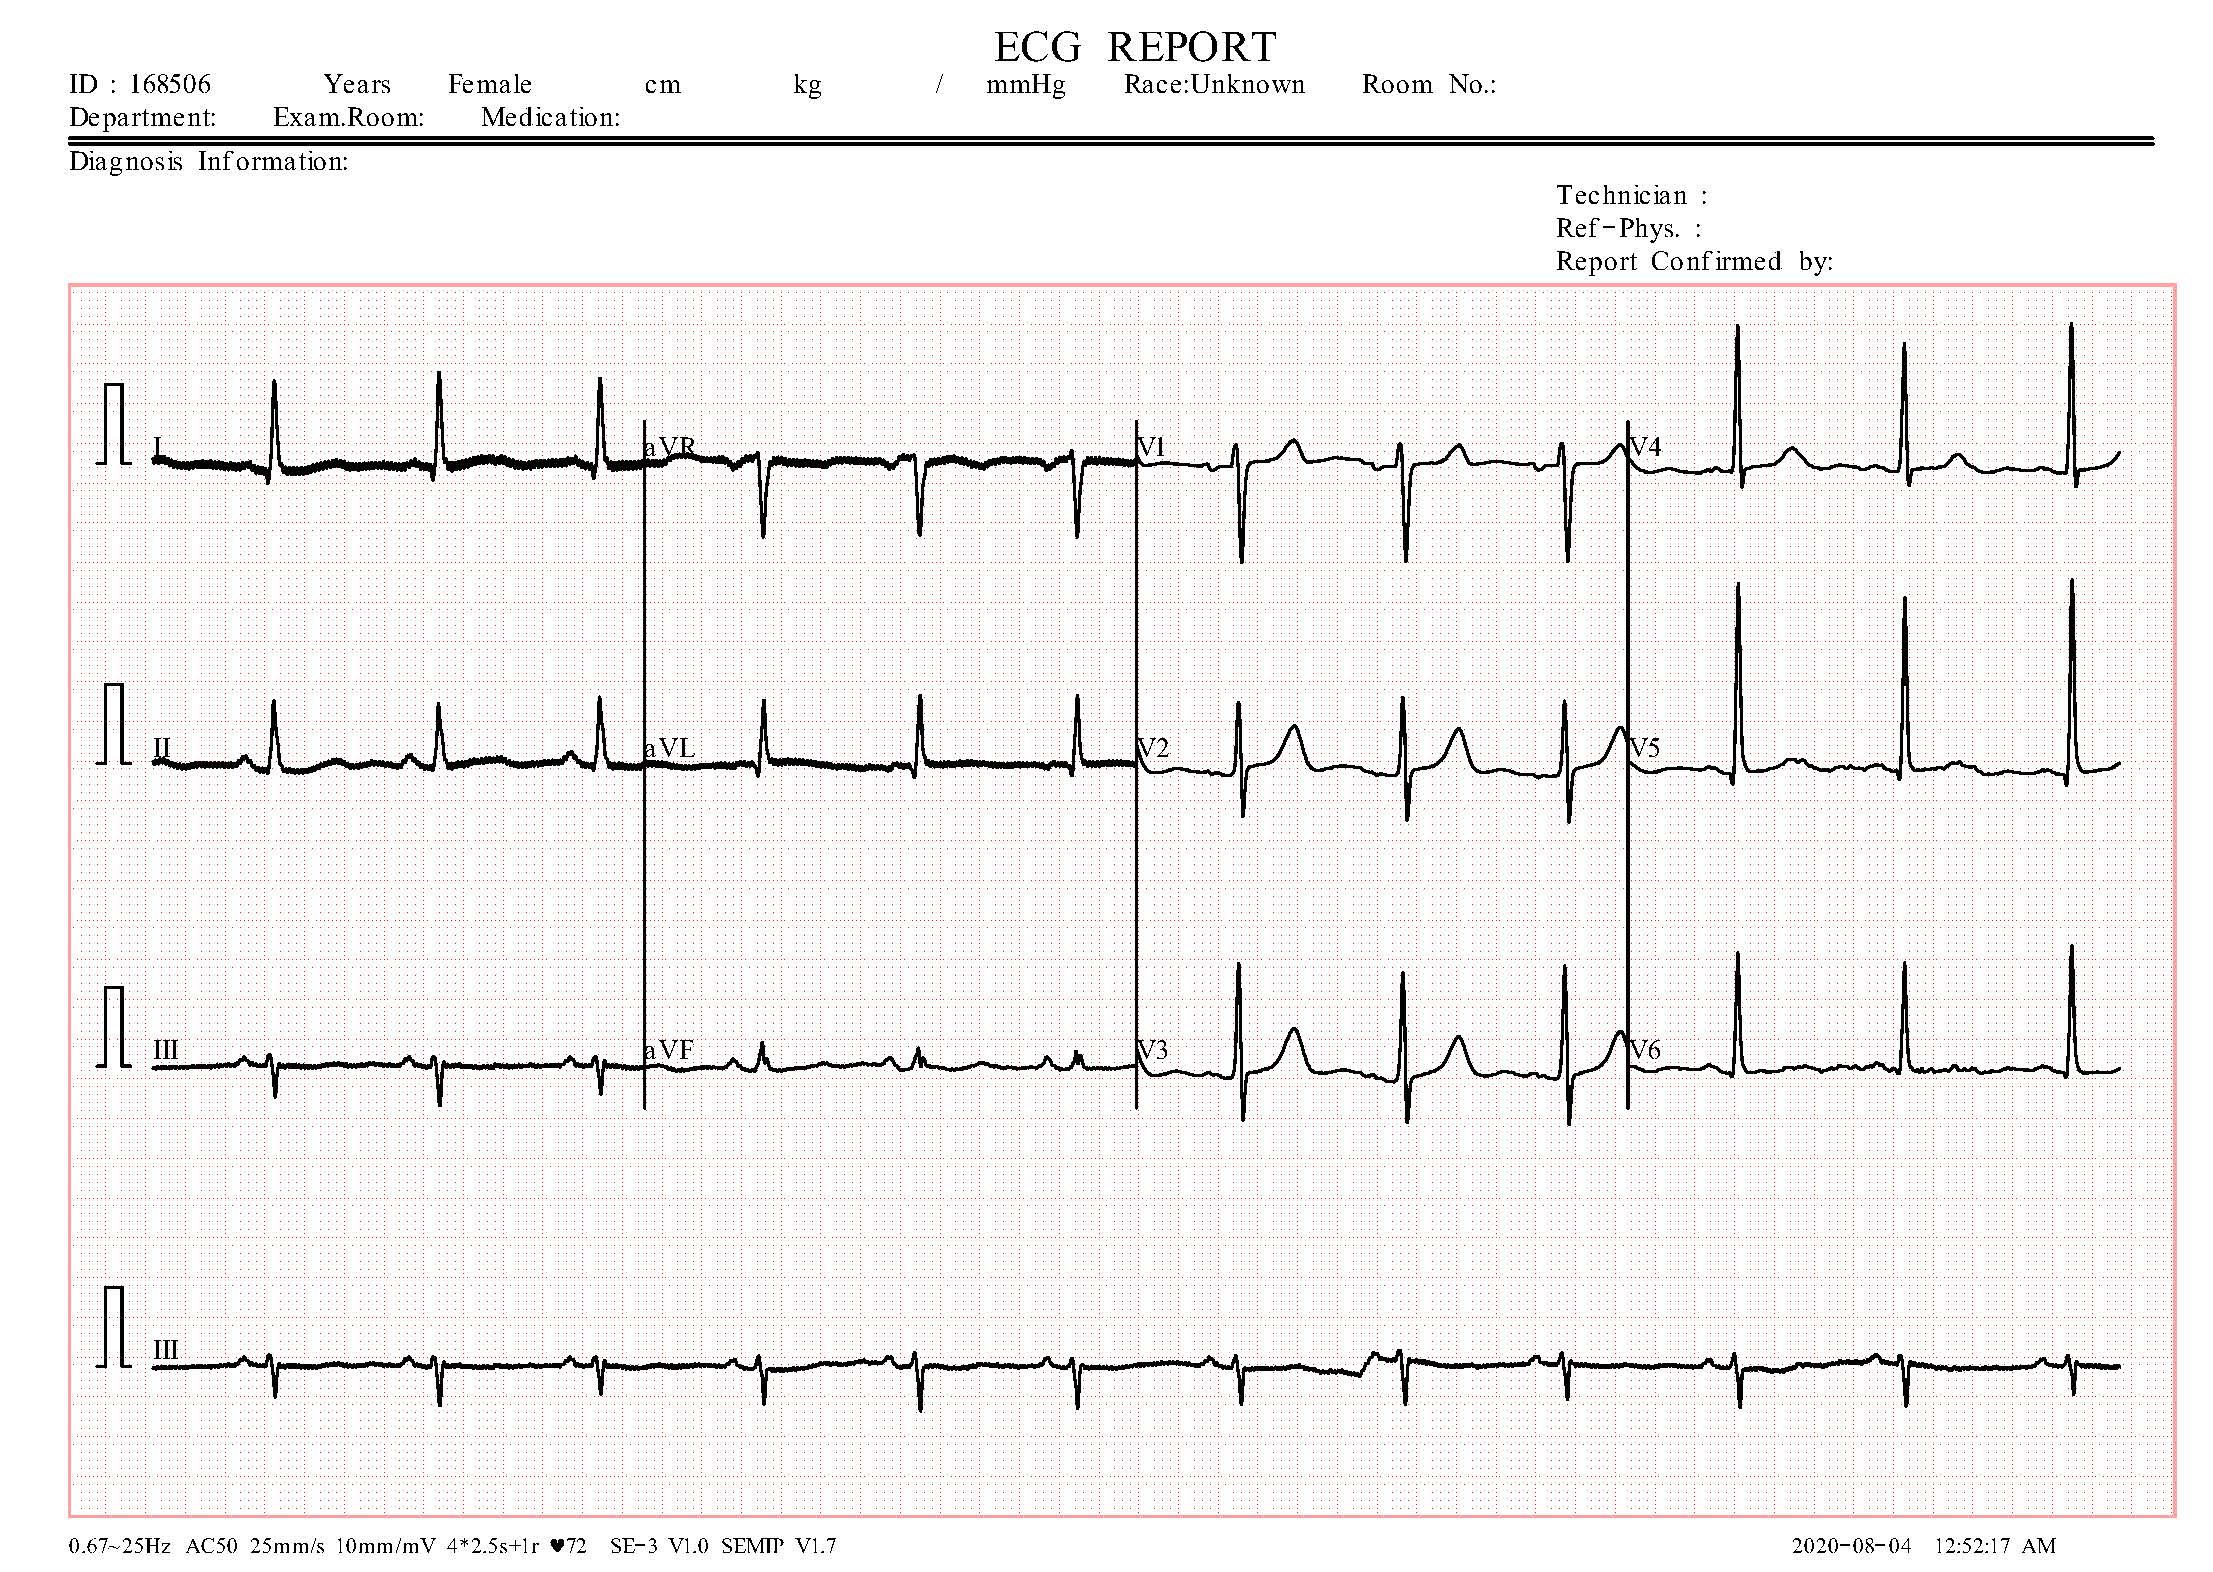 ECG REPORT
ID : 168506 Years Female cm kg / mmHg Race:Unknown Room No.:
Department: Exam.Room: Medication:
Diagnosis Information:
Technician :
Ref-Phys. :
Report Confirmed by:
I aVR V1 V4
II aVL V2 V5
III aVF V3 V6
III
0.67~25Hz AC50 25mm/s 10mm/mV 4*2.5s+1r ♥72 SE-3 V1.0 SEMIP V1.7 2020-08-04 12:52:17 AM